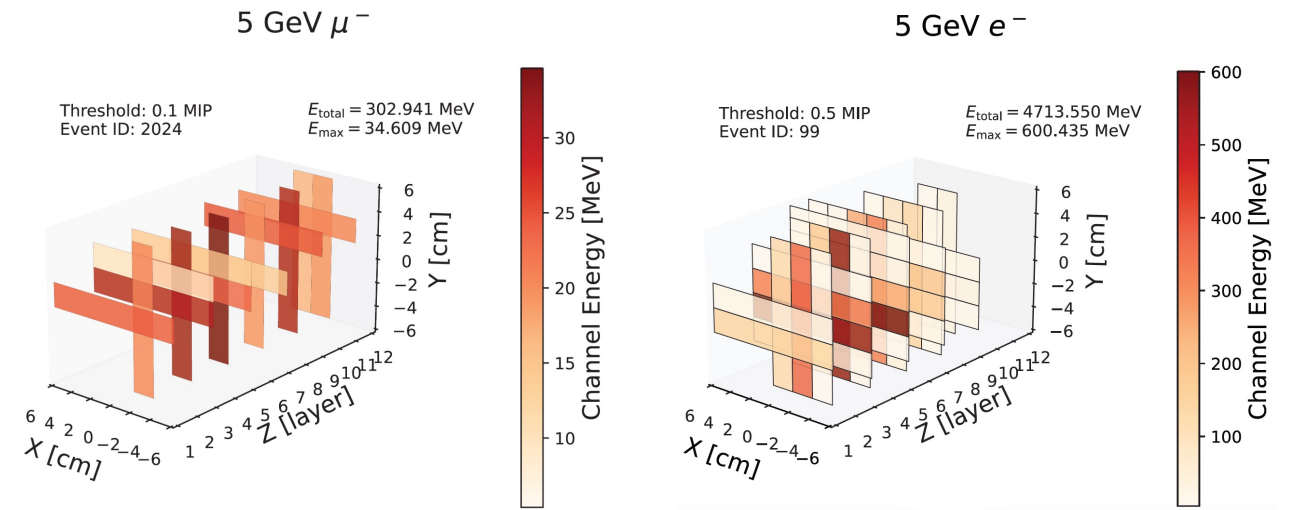 5 GeV μ⁻
Threshold: 0.1 MIP
Event ID: 2024
E_total = 302.941 MeV
E_max = 34.609 MeV
6
4
2
0
−2
−4
−6
Y [cm]
6 4 2 0 −2 −4 −6
X [cm]
1 2 3 4 5 6 7 8 9 10 11 12
Z [layer]
30
25
20
15
10
Channel Energy [MeV]
5 GeV e⁻
Threshold: 0.5 MIP
Event ID: 99
E_total = 4713.550 MeV
E_max = 600.435 MeV
6
4
2
0
−2
−4
−6
Y [cm]
6 4 2 0 −2 −4 −6
X [cm]
1 2 3 4 5 6 7 8 9 10 11 12
Z [layer]
600
500
400
300
200
100
Channel Energy [MeV]